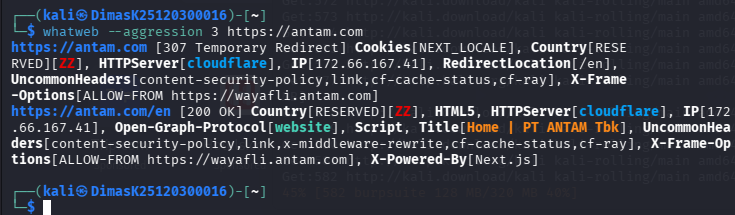 ┌──(kali㉿DimasK25120300016)-[~]
└─$ whatweb --aggression 3 https://antam.com
https://antam.com [307 Temporary Redirect] Cookies[NEXT_LOCALE], Country[RESE
RVED][ZZ], HTTPServer[cloudflare], IP[172.66.167.41], RedirectLocation[/en],
UncommonHeaders[content-security-policy,link,cf-cache-status,cf-ray], X-Frame
-Options[ALLOW-FROM https://wayafli.antam.com]
https://antam.com/en [200 OK] Country[RESERVED][ZZ], HTML5, HTTPServer[cloudflare], IP[172
.66.167.41], Open-Graph-Protocol[website], Script, Title[Home | PT ANTAM Tbk], UncommonHea
ders[content-security-policy,link,x-middleware-rewrite,cf-cache-status,cf-ray], X-Frame-Op
tions[ALLOW-FROM https://wayafli.antam.com], X-Powered-By[Next.js]
┌──(kali㉿DimasK25120300016)-[~]
└─$